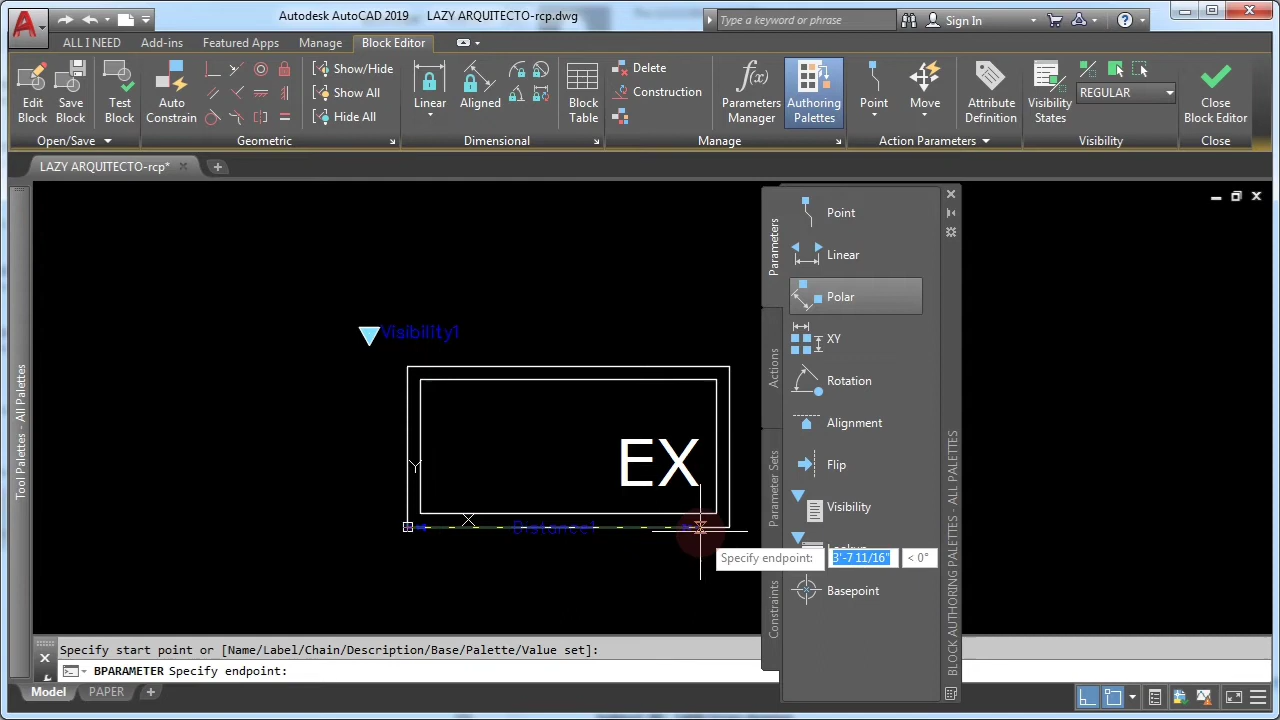 Autodesk AutoCAD 2019 LAZY ARQUITECTO-rcp.dwg
Type a keyword or phrase
Sign In
ALL I NEED
Add-ins
Featured Apps
Manage
Block Editor
Edit Block
Save Block
Test Block
Auto Constrain
Show/Hide
Show All
Hide All
Linear
Aligned
Block Table
Delete
Construction
f(x)
Parameters Manager
Authoring Palettes
Point
Move
Attribute Definition
Visibility States
REGULAR
Close Block Editor
Open/Save
Geometric
Dimensional
Manage
Action Parameters
Visibility
Close
LAZY ARQUITECTO-rcp*
Tool Palettes - All Palettes
Visibility1
EX
Y
X
Distance1
Specify endpoint: 3'-7 11/16" < 0°
Parameters
Actions
Parameter Sets
Constraints
Point
Linear
Polar
XY
Rotation
Alignment
Flip
Visibility
Lookup
Basepoint
BLOCK AUTHORING PALETTES - ALL PALETTES
Specify start point or [Name/Label/Chain/Description/Base/Palette/Value set]:
BPARAMETER Specify endpoint:
Model
PAPER